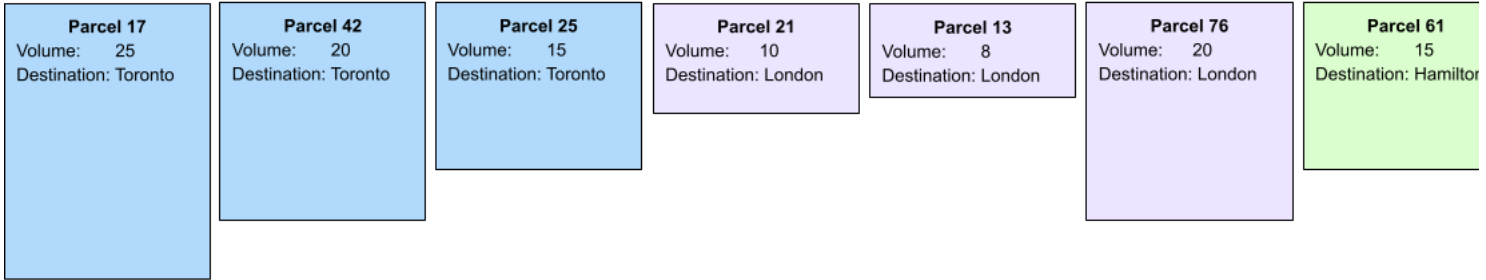 Parcel 17
Volume: 25
Destination: Toronto
Parcel 42
Volume: 20
Destination: Toronto
Parcel 25
Volume: 15
Destination: Toronto
Parcel 21
Volume: 10
Destination: London
Parcel 13
Volume: 8
Destination: London
Parcel 76
Volume: 20
Destination: London
Parcel 61
Volume: 15
Destination: Hamilton